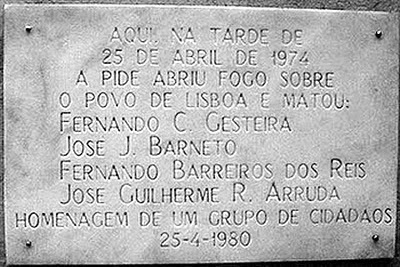 AQUI, NA TARDE DE
25 DE ABRIL DE 1974
A PIDE ABRIU FOGO SOBRE
O POVO DE LISBOA E MATOU:
FERNANDO C. GESTEIRA
JOSE J. BARNETO
FERNANDO BARREIROS DOS REIS
JOSE GUILHERME R. ARRUDA
HOMENAGEM DE UM GRUPO DE CIDADAOS
25-4-1980